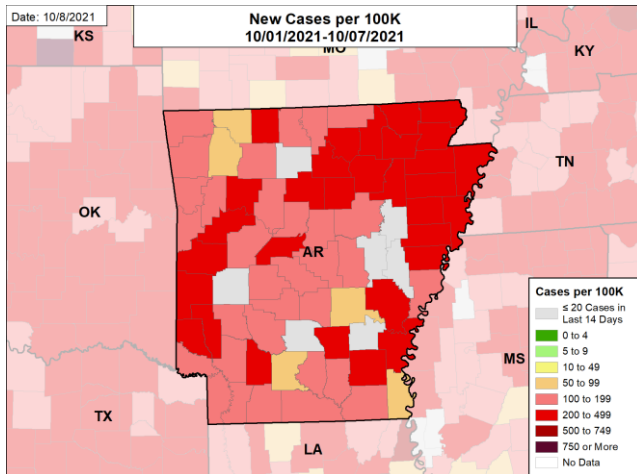 Date: 10/8/2021
New Cases per 100K
10/01/2021-10/07/2021
KS
MO
IL
KY
TN
OK
AR
MS
TX
LA
Cases per 100K
≤ 20 Cases in
Last 14 Days
0 to 4
5 to 9
10 to 49
50 to 99
100 to 199
200 to 499
500 to 749
750 or More
No Data